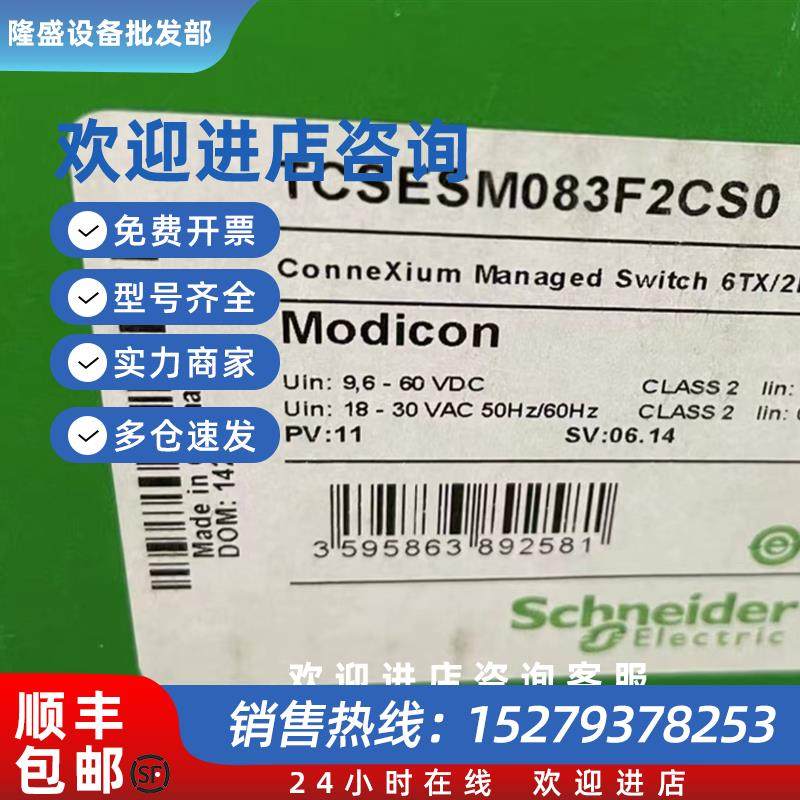 隆盛设备批发部
欢迎进店咨询
TCSESM083F2CS0
免费开票
ConneXium Managed Switch 6TX/2
型号齐全
Modicon
实力商家
Uin: 9,6 - 60 VDC CLASS 2 Iin:
Uin: 18 - 30 VAC 50Hz/60Hz CLASS 2 Iin:
多仓速发
PV:11 SV:06.14
Made in
DOM: 14
3 595863 892581
Schneider
Electric
欢迎进店咨询客服
顺丰
包邮
SF
销售热线：15279378253
24小时在线 欢迎进店